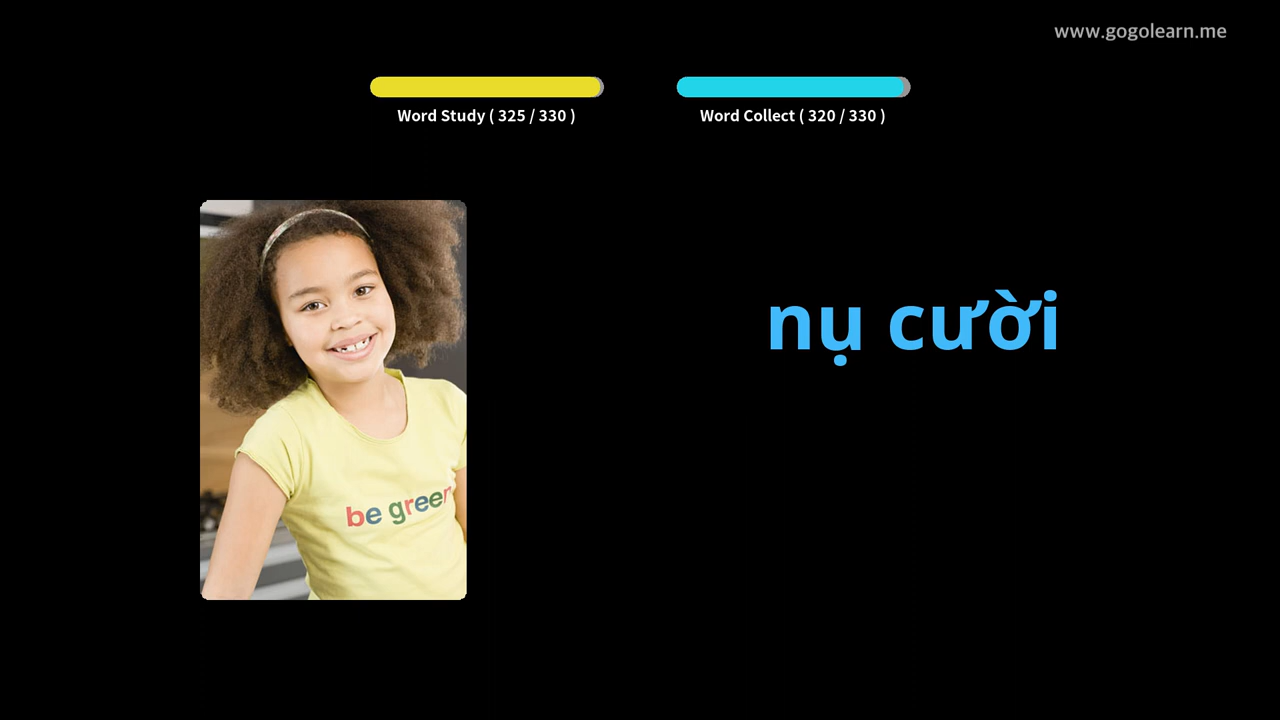 www.gogolearn.me
Word Study ( 325 / 330 )
Word Collect ( 320 / 330 )
nụ cười
be green